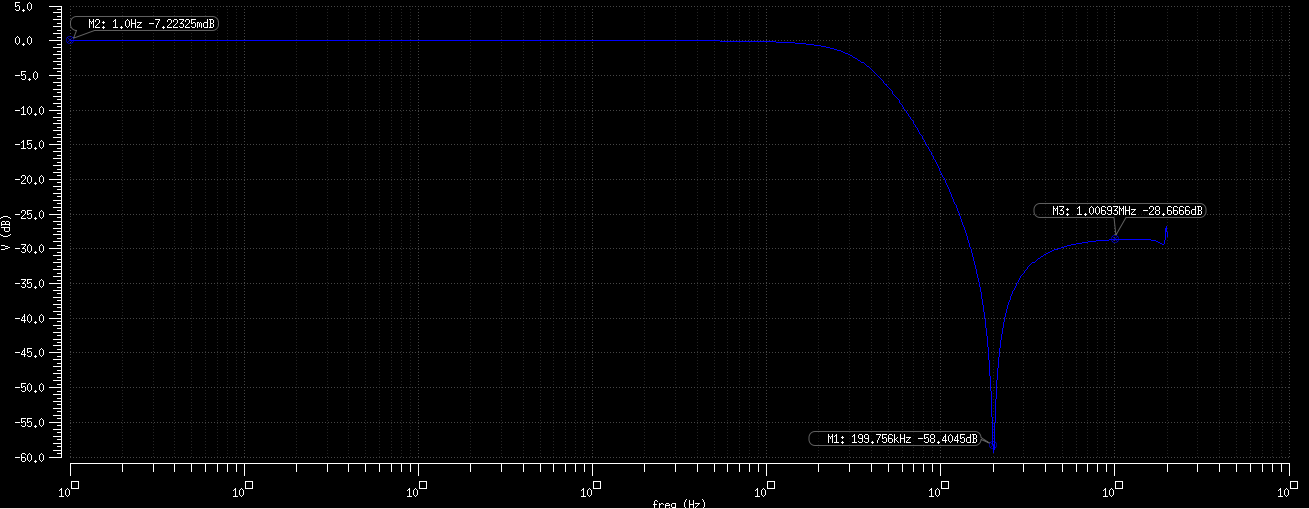 5.0
M2: 1.0Hz -7.22325mdB
0.0
-5.0
-10.0
-15.0
-20.0
-25.0
M3: 1.00693MHz -28.6666dB
V (dB)
-30.0
-35.0
-40.0
-45.0
-50.0
-55.0
M1: 199.756kHz -58.4045dB
-60.0
10□ 10□ 10□ 10□ 10□ 10□ 10□ 10□
freq (Hz)